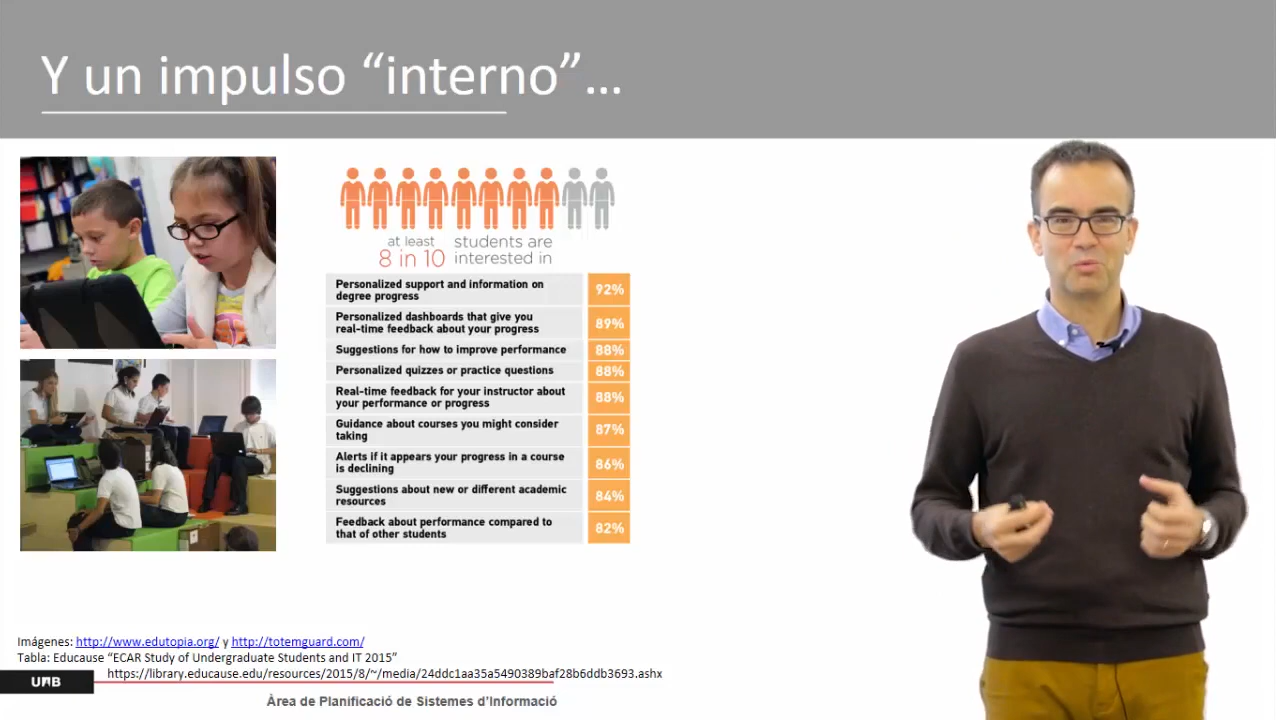 Y un impulso “interno”...
at least
8 in 10
students are
interested in
Personalized support and information on
degree progress
92%
Personalized dashboards that give you
real-time feedback about your progress
89%
Suggestions for how to improve performance
88%
Personalized quizzes or practice questions
88%
Real-time feedback for your instructor about
your performance or progress
88%
Guidance about courses you might consider
taking
87%
Alerts if it appears your progress in a course
is declining
86%
Suggestions about new or different academic
resources
84%
Feedback about performance compared to
that of other students
82%
Imágenes: http://www.edutopia.org/ y http://totemguard.com/
Tabla: Educause “ECAR Study of Undergraduate Students and IT 2015”
https://library.educause.edu/resources/2015/8/~/media/24ddc1aa35a5490389baf28b6ddb3693.ashx
UAB
Àrea de Planificació de Sistemes d'Informació